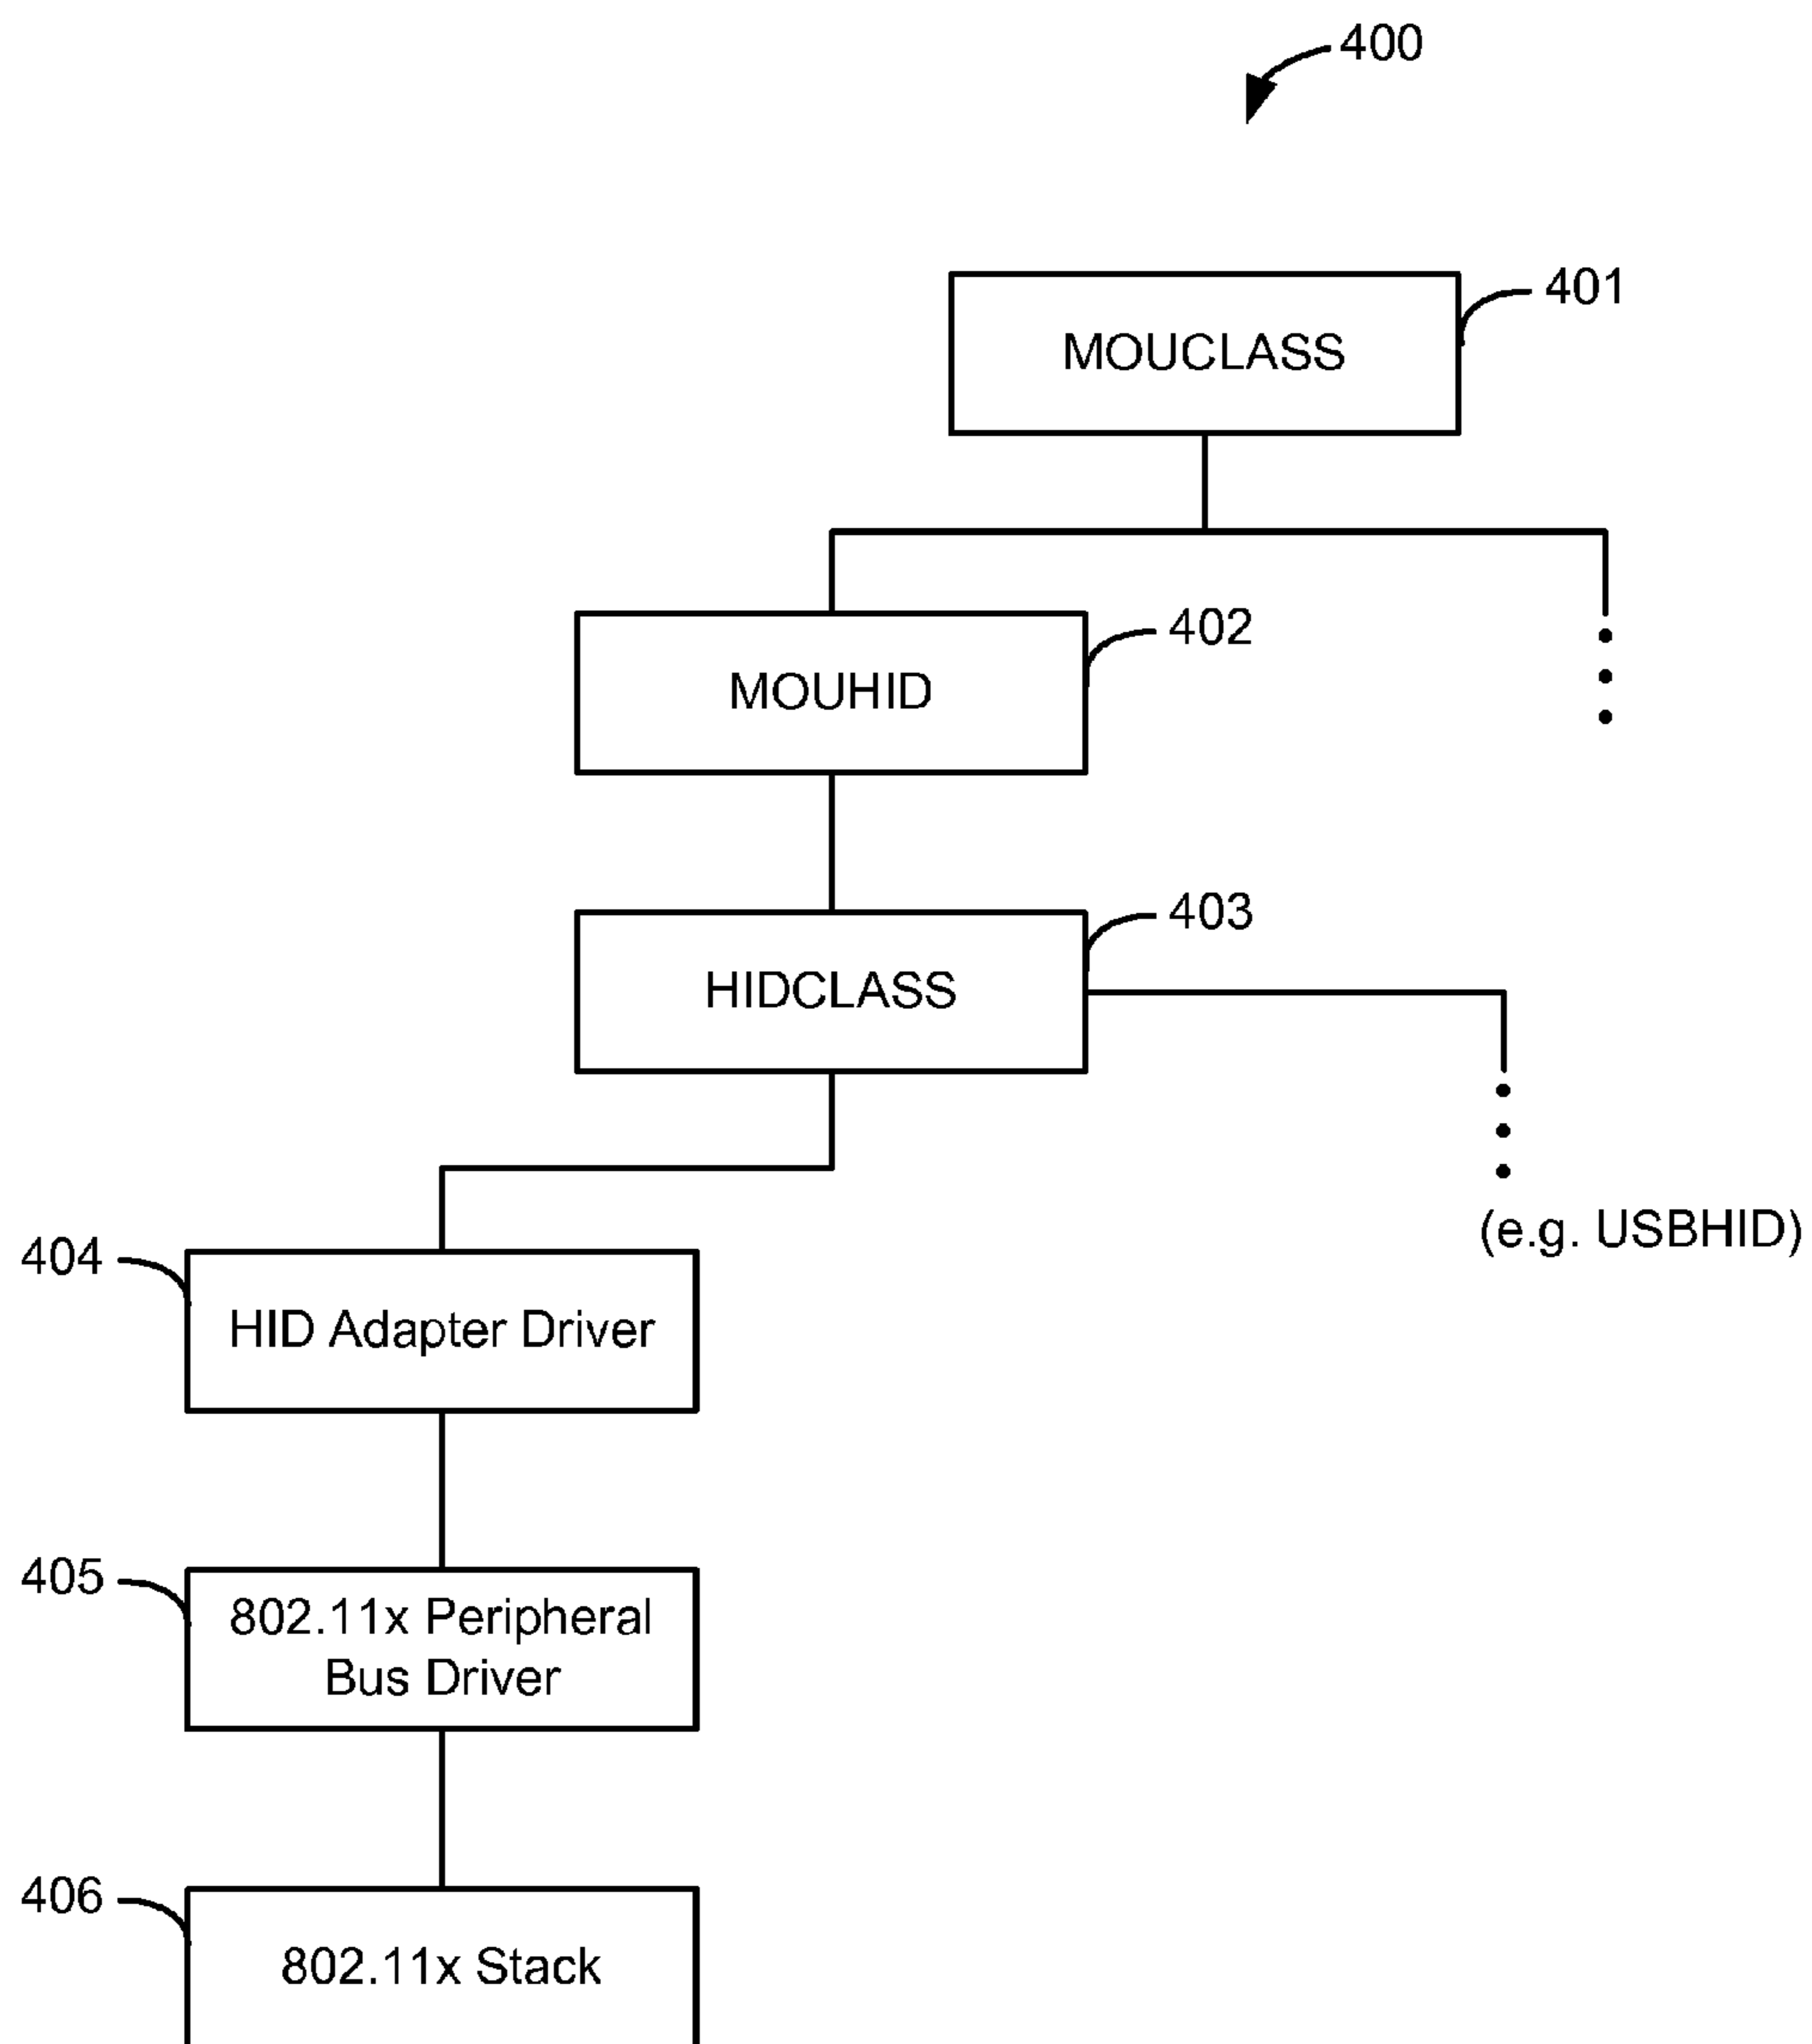 400
401
MOUCLASS
402
MOUHID
403
HIDCLASS
(e.g. USBHID)
404
HID Adapter Driver
405
802.11x Peripheral
Bus Driver
406
802.11x Stack